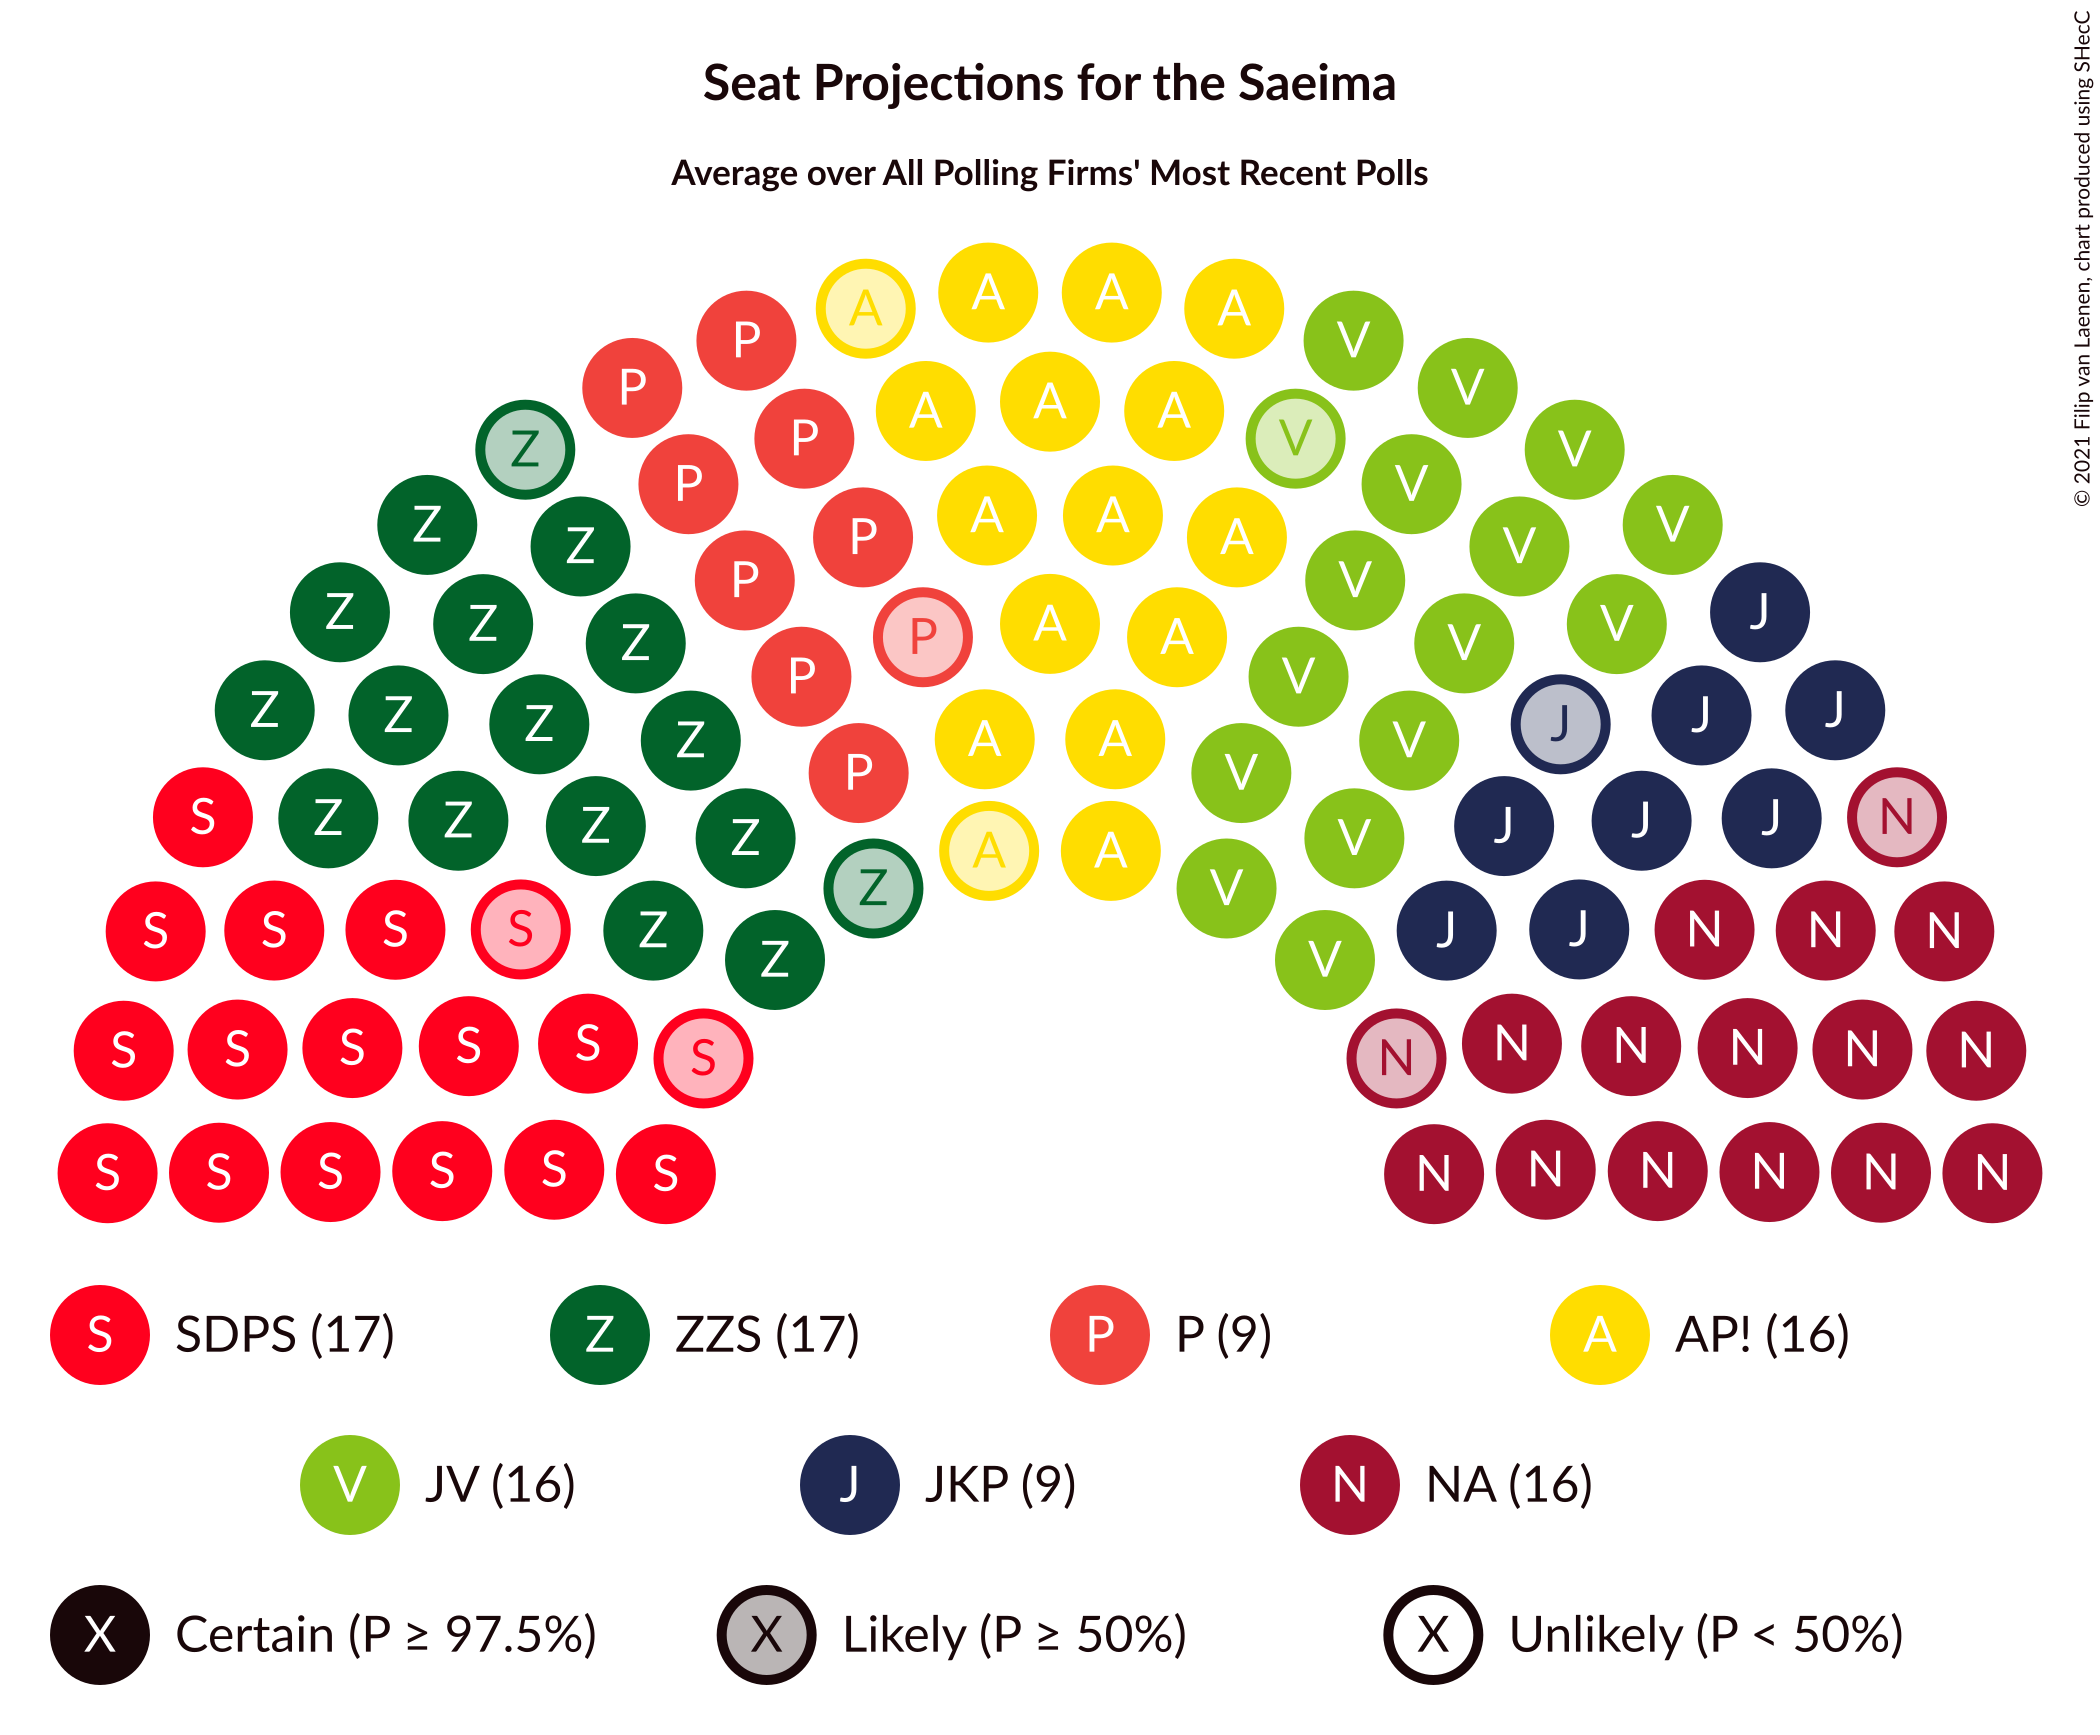 Seat Projections for the Saeima
Average over All Polling Firms' Most Recent Polls
© 2021 Filip van Laenen, chart produced using SHecC
A A A A
P P V V
A A A
Z P V V
P V
Z A A A V
Z P V
Z P V J
Z P A A V
Z P V
Z Z Z P A A V V J J J
Z Z V
S Z Z Z Z P A A V V J J J N
Z V
S S S S Z Z V J J N N N
S S S S S S N N N N N N
S S S S S S N N N N N N
S SDPS (17) Z ZZS (17) P P (9) A AP! (16)
V JV (16) J JKP (9) N NA (16)
X Certain (P ≥ 97.5%) X Likely (P ≥ 50%) X Unlikely (P < 50%)